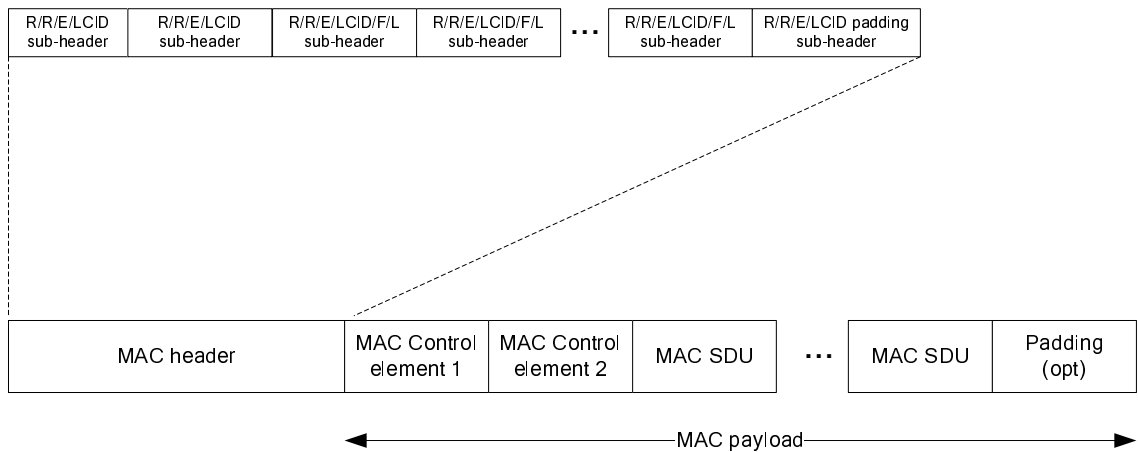 R/R/E/LCID sub-header
R/R/E/LCID sub-header
R/R/E/LCID/F/L sub-header
R/R/E/LCID/F/L sub-header
...
R/R/E/LCID/F/L sub-header
R/R/E/LCID padding sub-header
MAC header
MAC Control element 1
MAC Control element 2
MAC SDU
...
MAC SDU
Padding (opt)
MAC payload